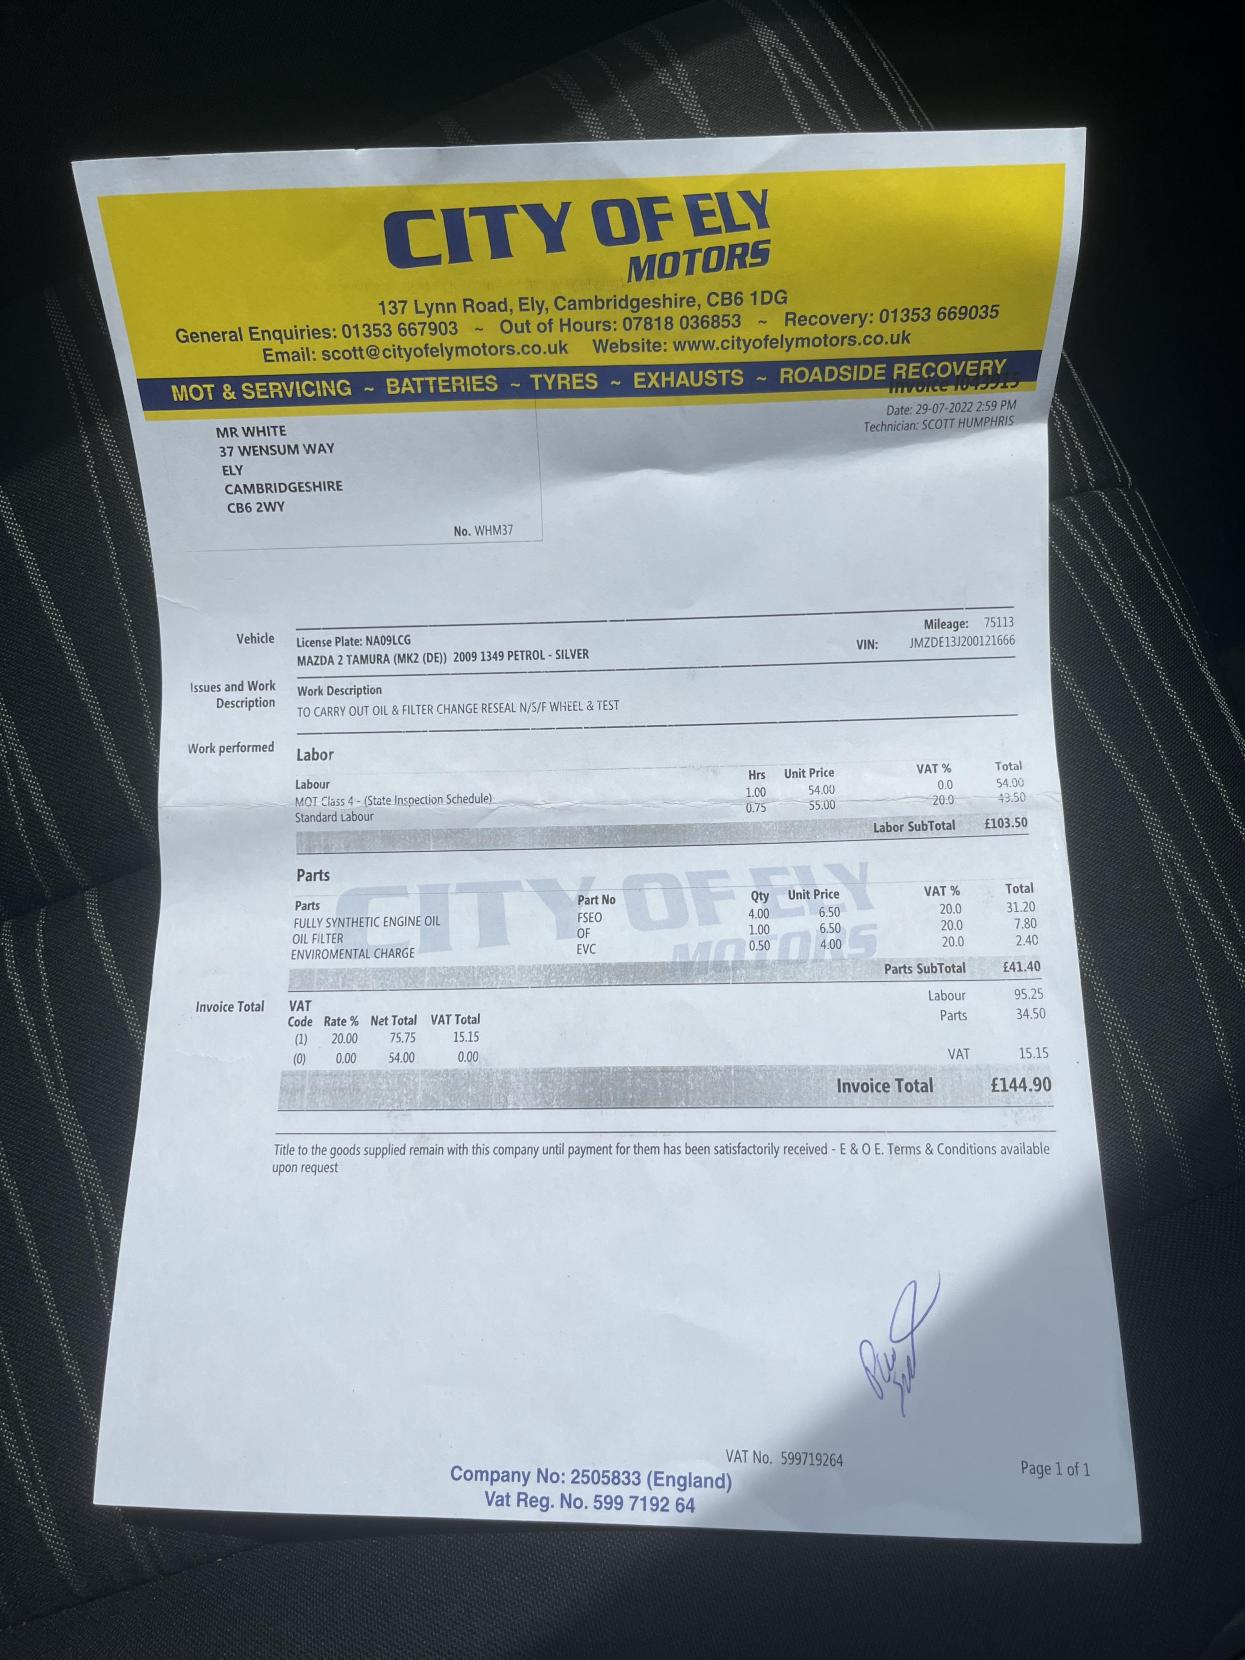 CITY OF ELY
MOTORS
137 Lynn Road, Ely, Cambridgeshire, CB6 1DG
General Enquiries: 01353 667903 ~ Out of Hours: 07818 036853 ~ Recovery: 01353 669035
Email: scott@cityofelymotors.co.uk Website: www.cityofelymotors.co.uk
MOT & SERVICING ~ BATTERIES ~ TYRES ~ EXHAUSTS ~ ROADSIDE RECOVERY
Invoice
Date: 29-07-2022 2:59 PM
Technician: SCOTT HUMPHRIS
MR WHITE
37 WENSUM WAY
ELY
CAMBRIDGESHIRE
CB6 2WY
No. WHM37
Vehicle License Plate: NA09LCG Mileage: 75113
MAZDA 2 TAMURA (MK2 (DE)) 2009 1349 PETROL - SILVER VIN: JMZDE13J200121666
Issues and Work Description
Work Description
TO CARRY OUT OIL & FILTER CHANGE RESEAL N/S/F WHEEL & TEST
Work performed Labor
Labour Hrs Unit Price VAT % Total
MOT Class 4 - (State Inspection Schedule) 1.00 54.00 0.0 54.00
Standard Labour 0.75 55.00 20.0 49.50
Labor SubTotal £103.50
Parts
CITY OF ELY
MOTORS
Parts Part No Qty Unit Price VAT % Total
FULLY SYNTHETIC ENGINE OIL FSEO 4.00 6.50 20.0 31.20
OIL FILTER OF 1.00 6.50 20.0 7.80
ENVIROMENTAL CHARGE EVC 0.50 4.00 20.0 2.40
Parts SubTotal £41.40
Invoice Total VAT
Code Rate % Net Total VAT Total
(1) 20.00 75.75 15.15
(0) 0.00 54.00 0.00
Labour 95.25
Parts 34.50
VAT 15.15
Invoice Total £144.90
Title to the goods supplied remain with this company until payment for them has been satisfactorily received - E & O E. Terms & Conditions available
upon request
VAT No. 599719264
Page 1 of 1
Company No: 2505833 (England)
Vat Reg. No. 599 7192 64